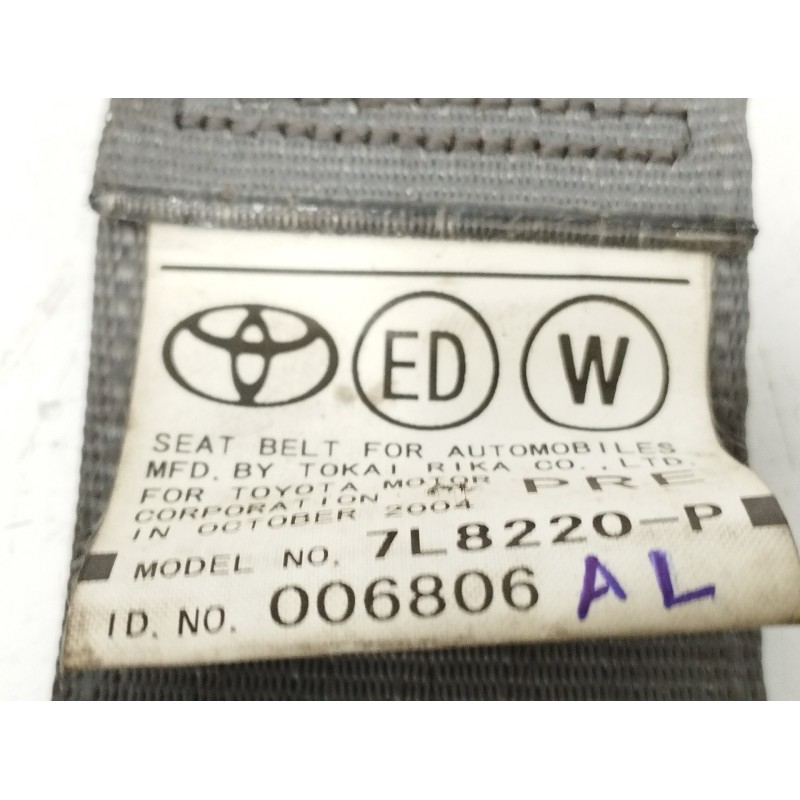 ED W
SEAT BELT FOR AUTOMOBILES
MFD. BY TOKAI RIKA CO., LTD.
FOR TOYOTA MOTOR PRE
CORPORATION
IN OCTOBER 2004
MODEL NO. 7L8220-P
ID. NO. 006806 AL